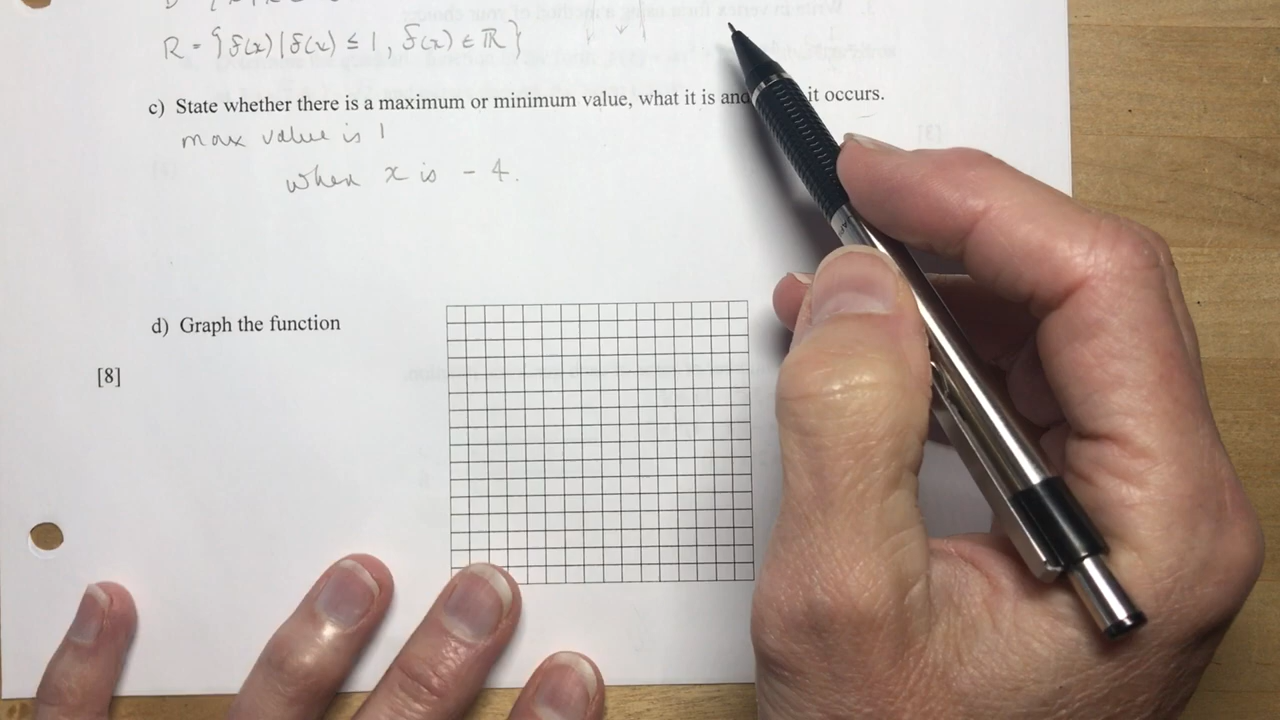 R = {f(x) | f(x) ≤ 1, f(x) ∈ ℝ}
c) State whether there is a maximum or minimum value, what it is and it occurs.
max value is 1
when x is - 4.
d) Graph the function
[8]